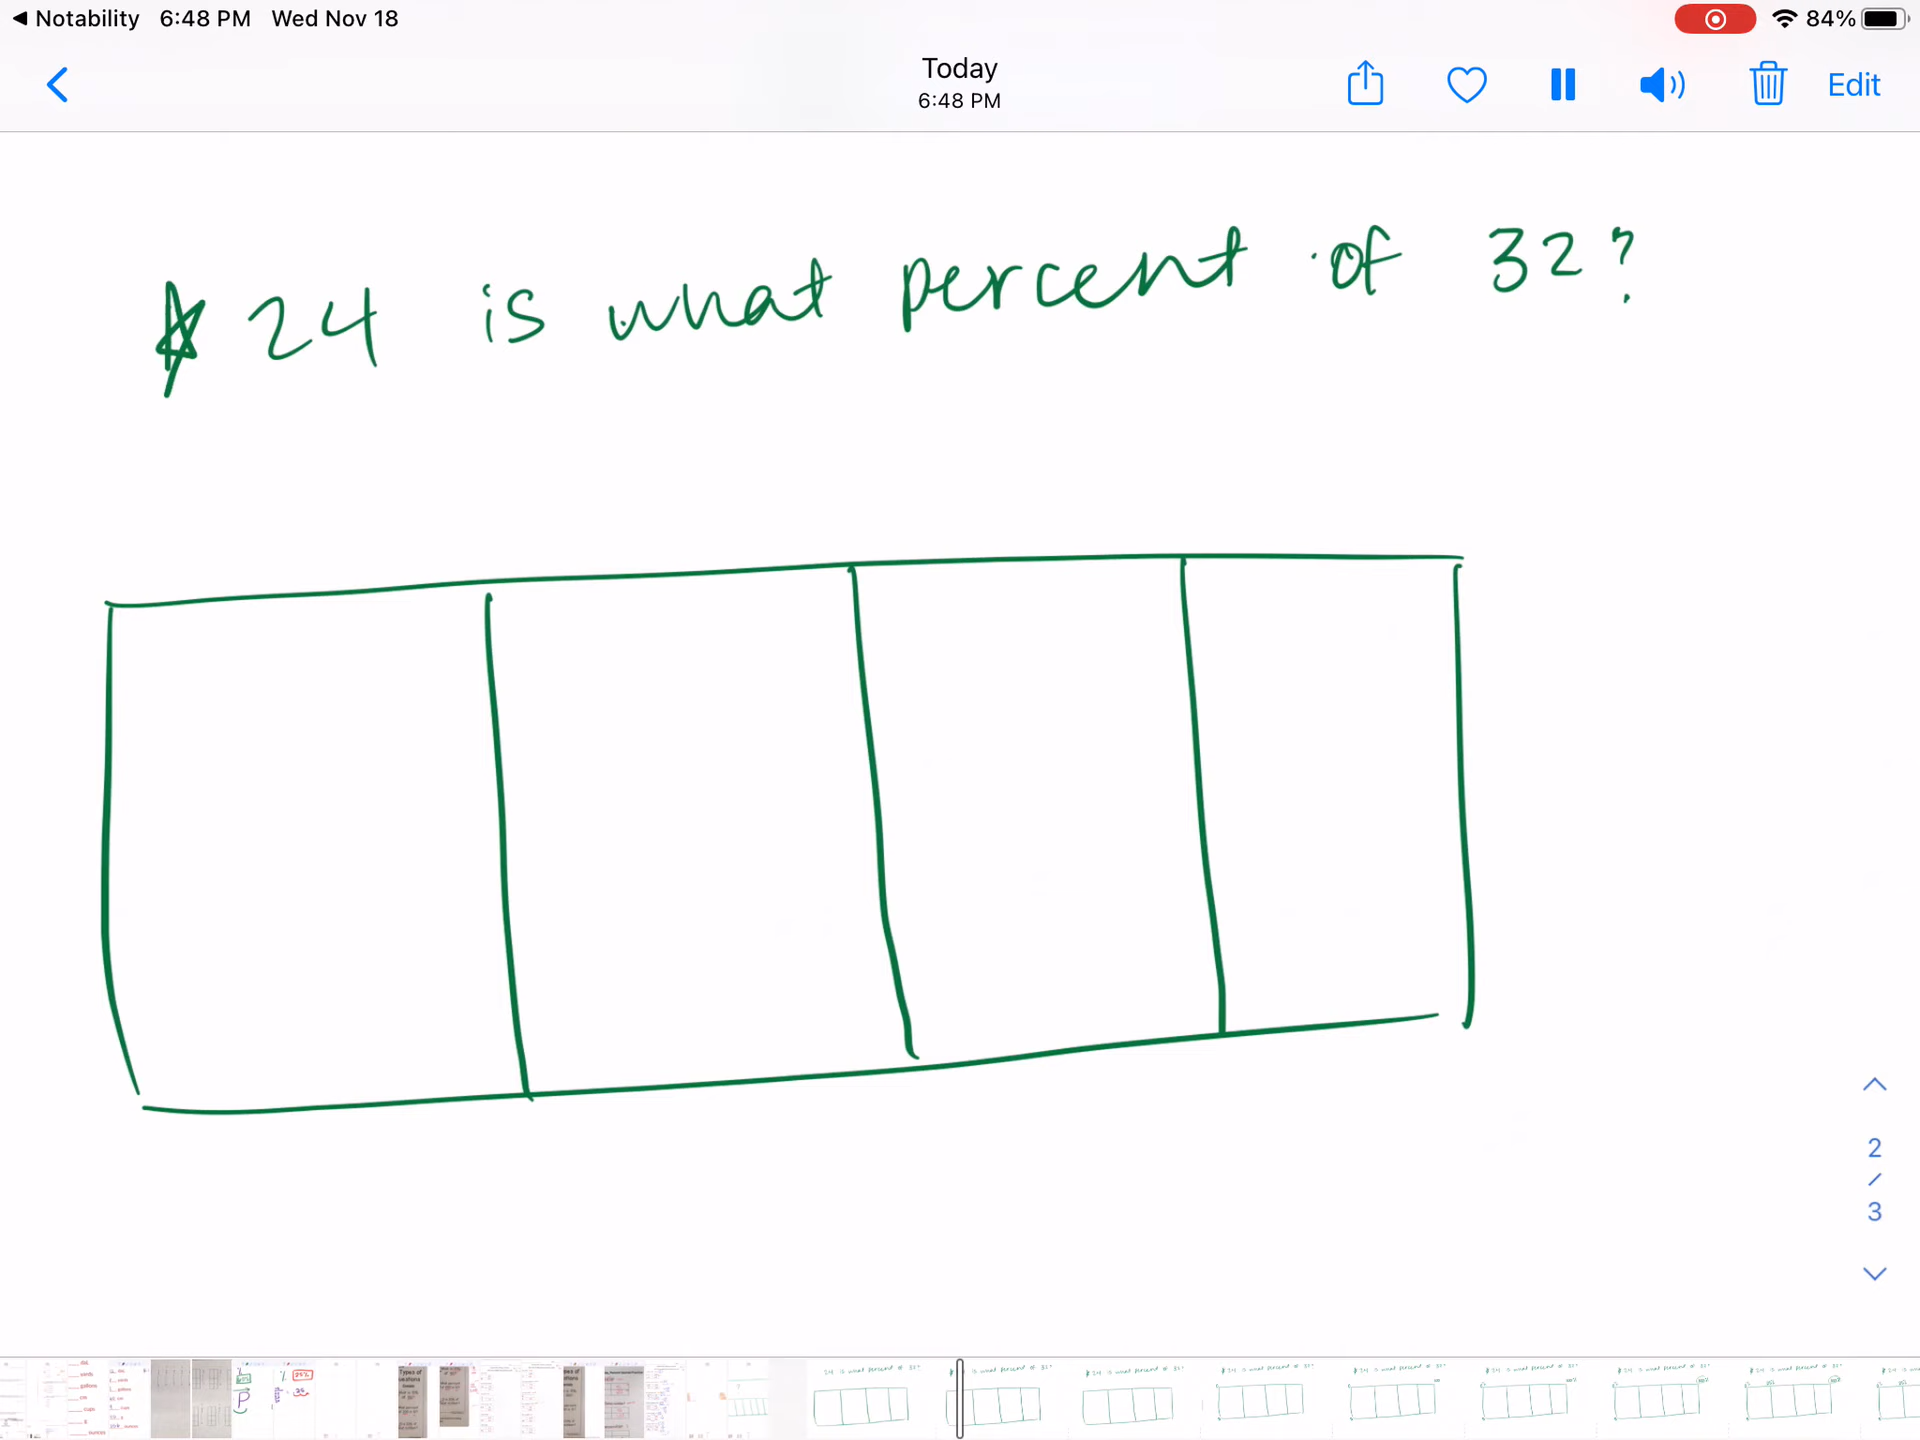 ◀ Notability 6:48 PM Wed Nov 18 84%
Today
6:48 PM
Edit
24 is what percent of 32?
2
/
3